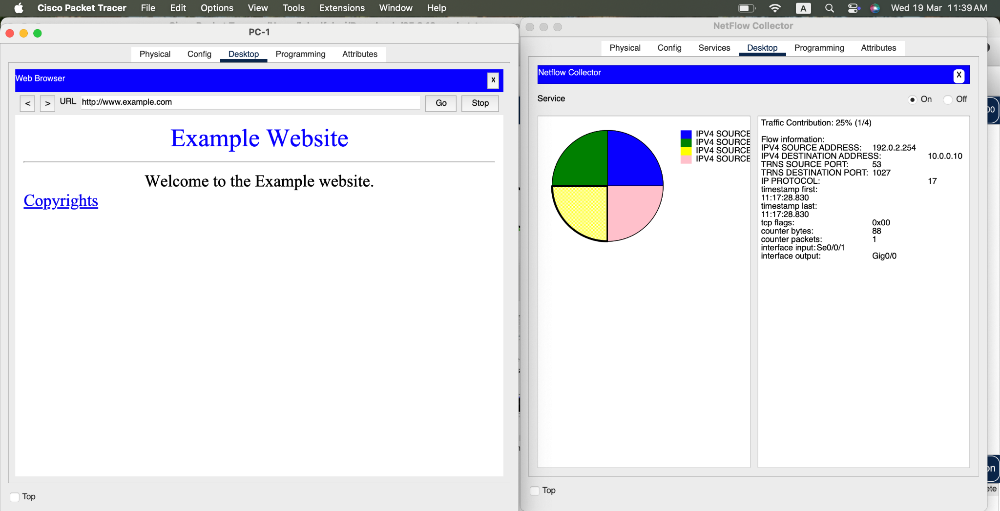 Cisco Packet Tracer File Edit Options View Tools Extensions Window Help A Wed 19 Mar 11:39 AM
PC-1
Physical Config Desktop Programming Attributes
Web Browser X
< > URL http://www.example.com Go Stop
Example Website
Welcome to the Example website.
Copyrights
Top
NetFlow Collector
Physical Config Services Desktop Programming Attributes
Netflow Collector X
Service On Off
IPV4 SOURCE
IPV4 SOURCE
IPV4 SOURCE
IPV4 SOURCE
Traffic Contribution: 25% (1/4)
Flow information:
IPV4 SOURCE ADDRESS: 192.0.2.254
IPV4 DESTINATION ADDRESS: 10.0.0.10
TRNS SOURCE PORT: 53
TRNS DESTINATION PORT: 1027
IP PROTOCOL: 17
timestamp first:
11:17:28.830
timestamp last:
11:17:28.830
tcp flags: 0x00
counter bytes: 88
counter packets: 1
interface input: Se0/0/1
interface output: Gig0/0
Top